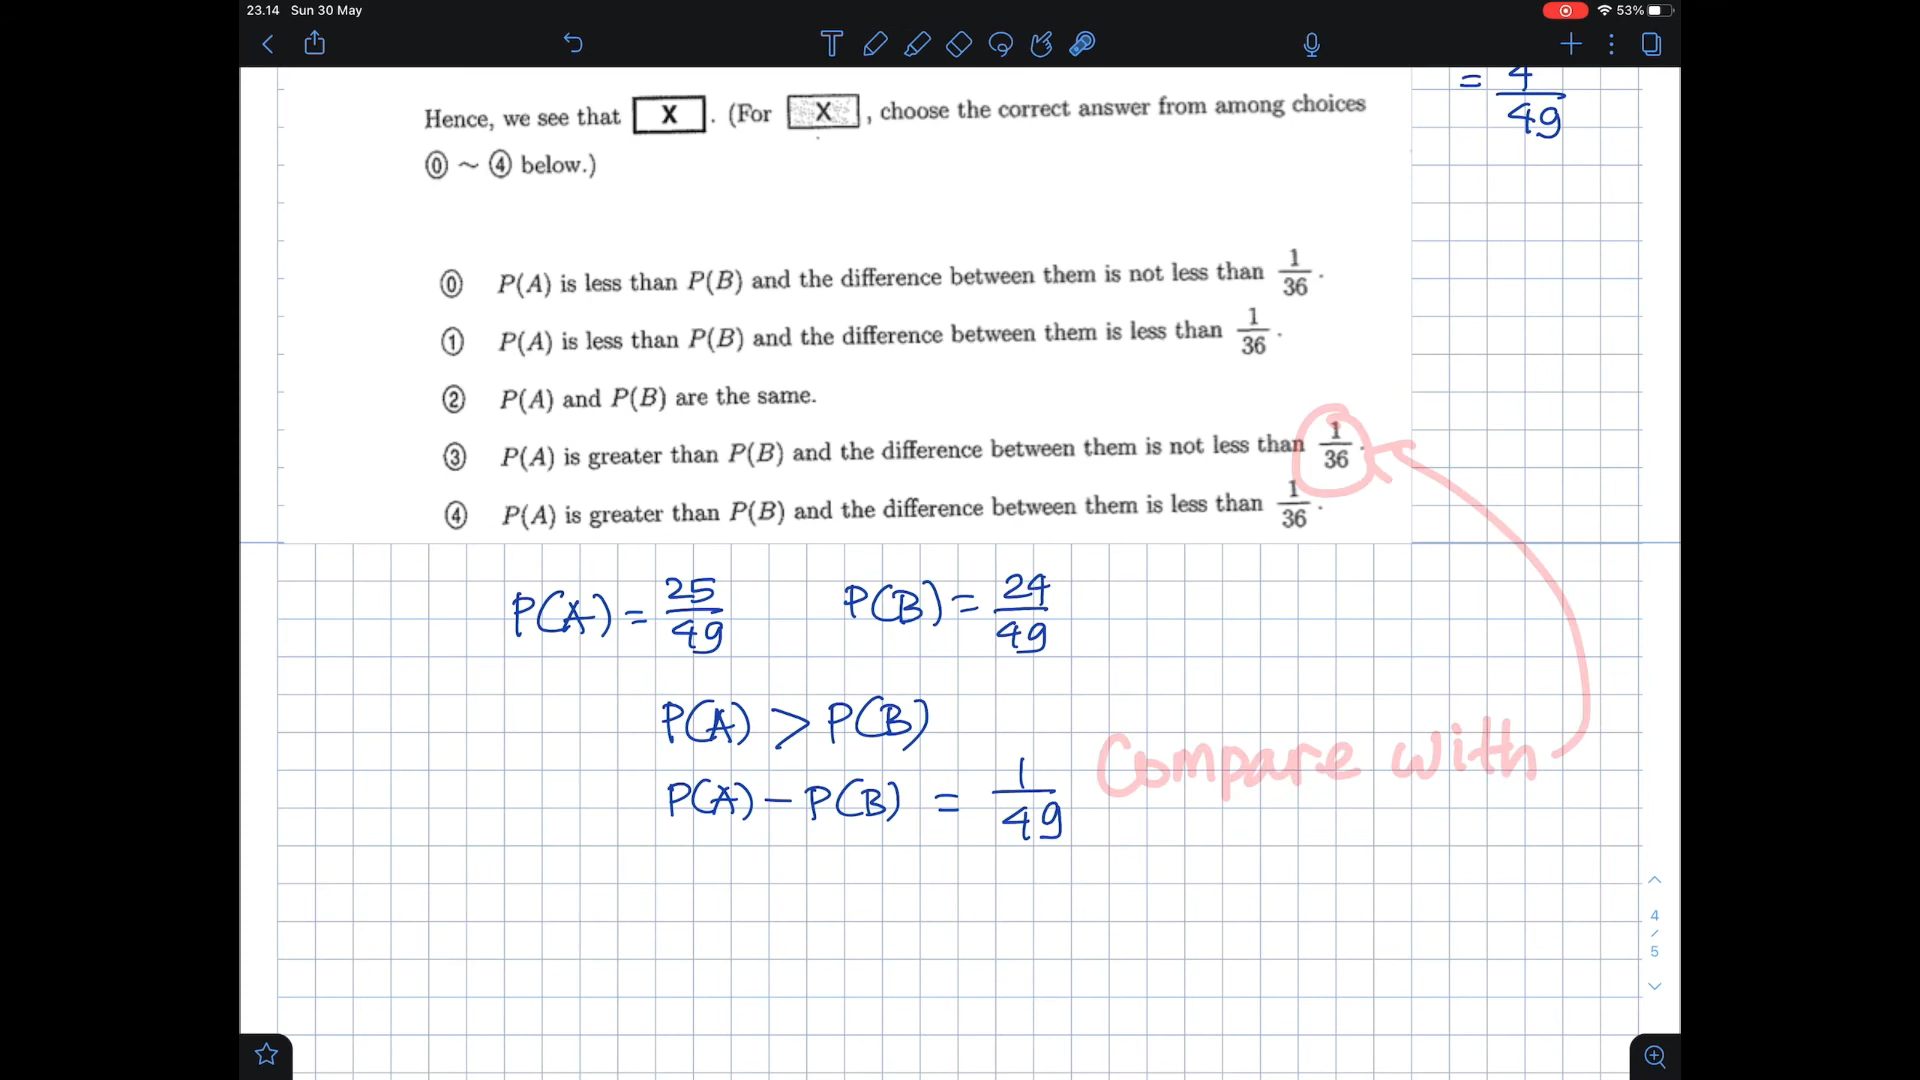 23.14 Sun 30 May
53%
= 4/49
Hence, we see that X . (For X , choose the correct answer from among choices
⓪ ~ ④ below.)
⓪ P(A) is less than P(B) and the difference between them is not less than 1/36 .
① P(A) is less than P(B) and the difference between them is less than 1/36 .
② P(A) and P(B) are the same.
③ P(A) is greater than P(B) and the difference between them is not less than 1/36 .
④ P(A) is greater than P(B) and the difference between them is less than 1/36 .
P(A) = 25/49 P(B) = 24/49
P(A) > P(B)
P(A) – P(B) = 1/49 Compare with
4
/
5